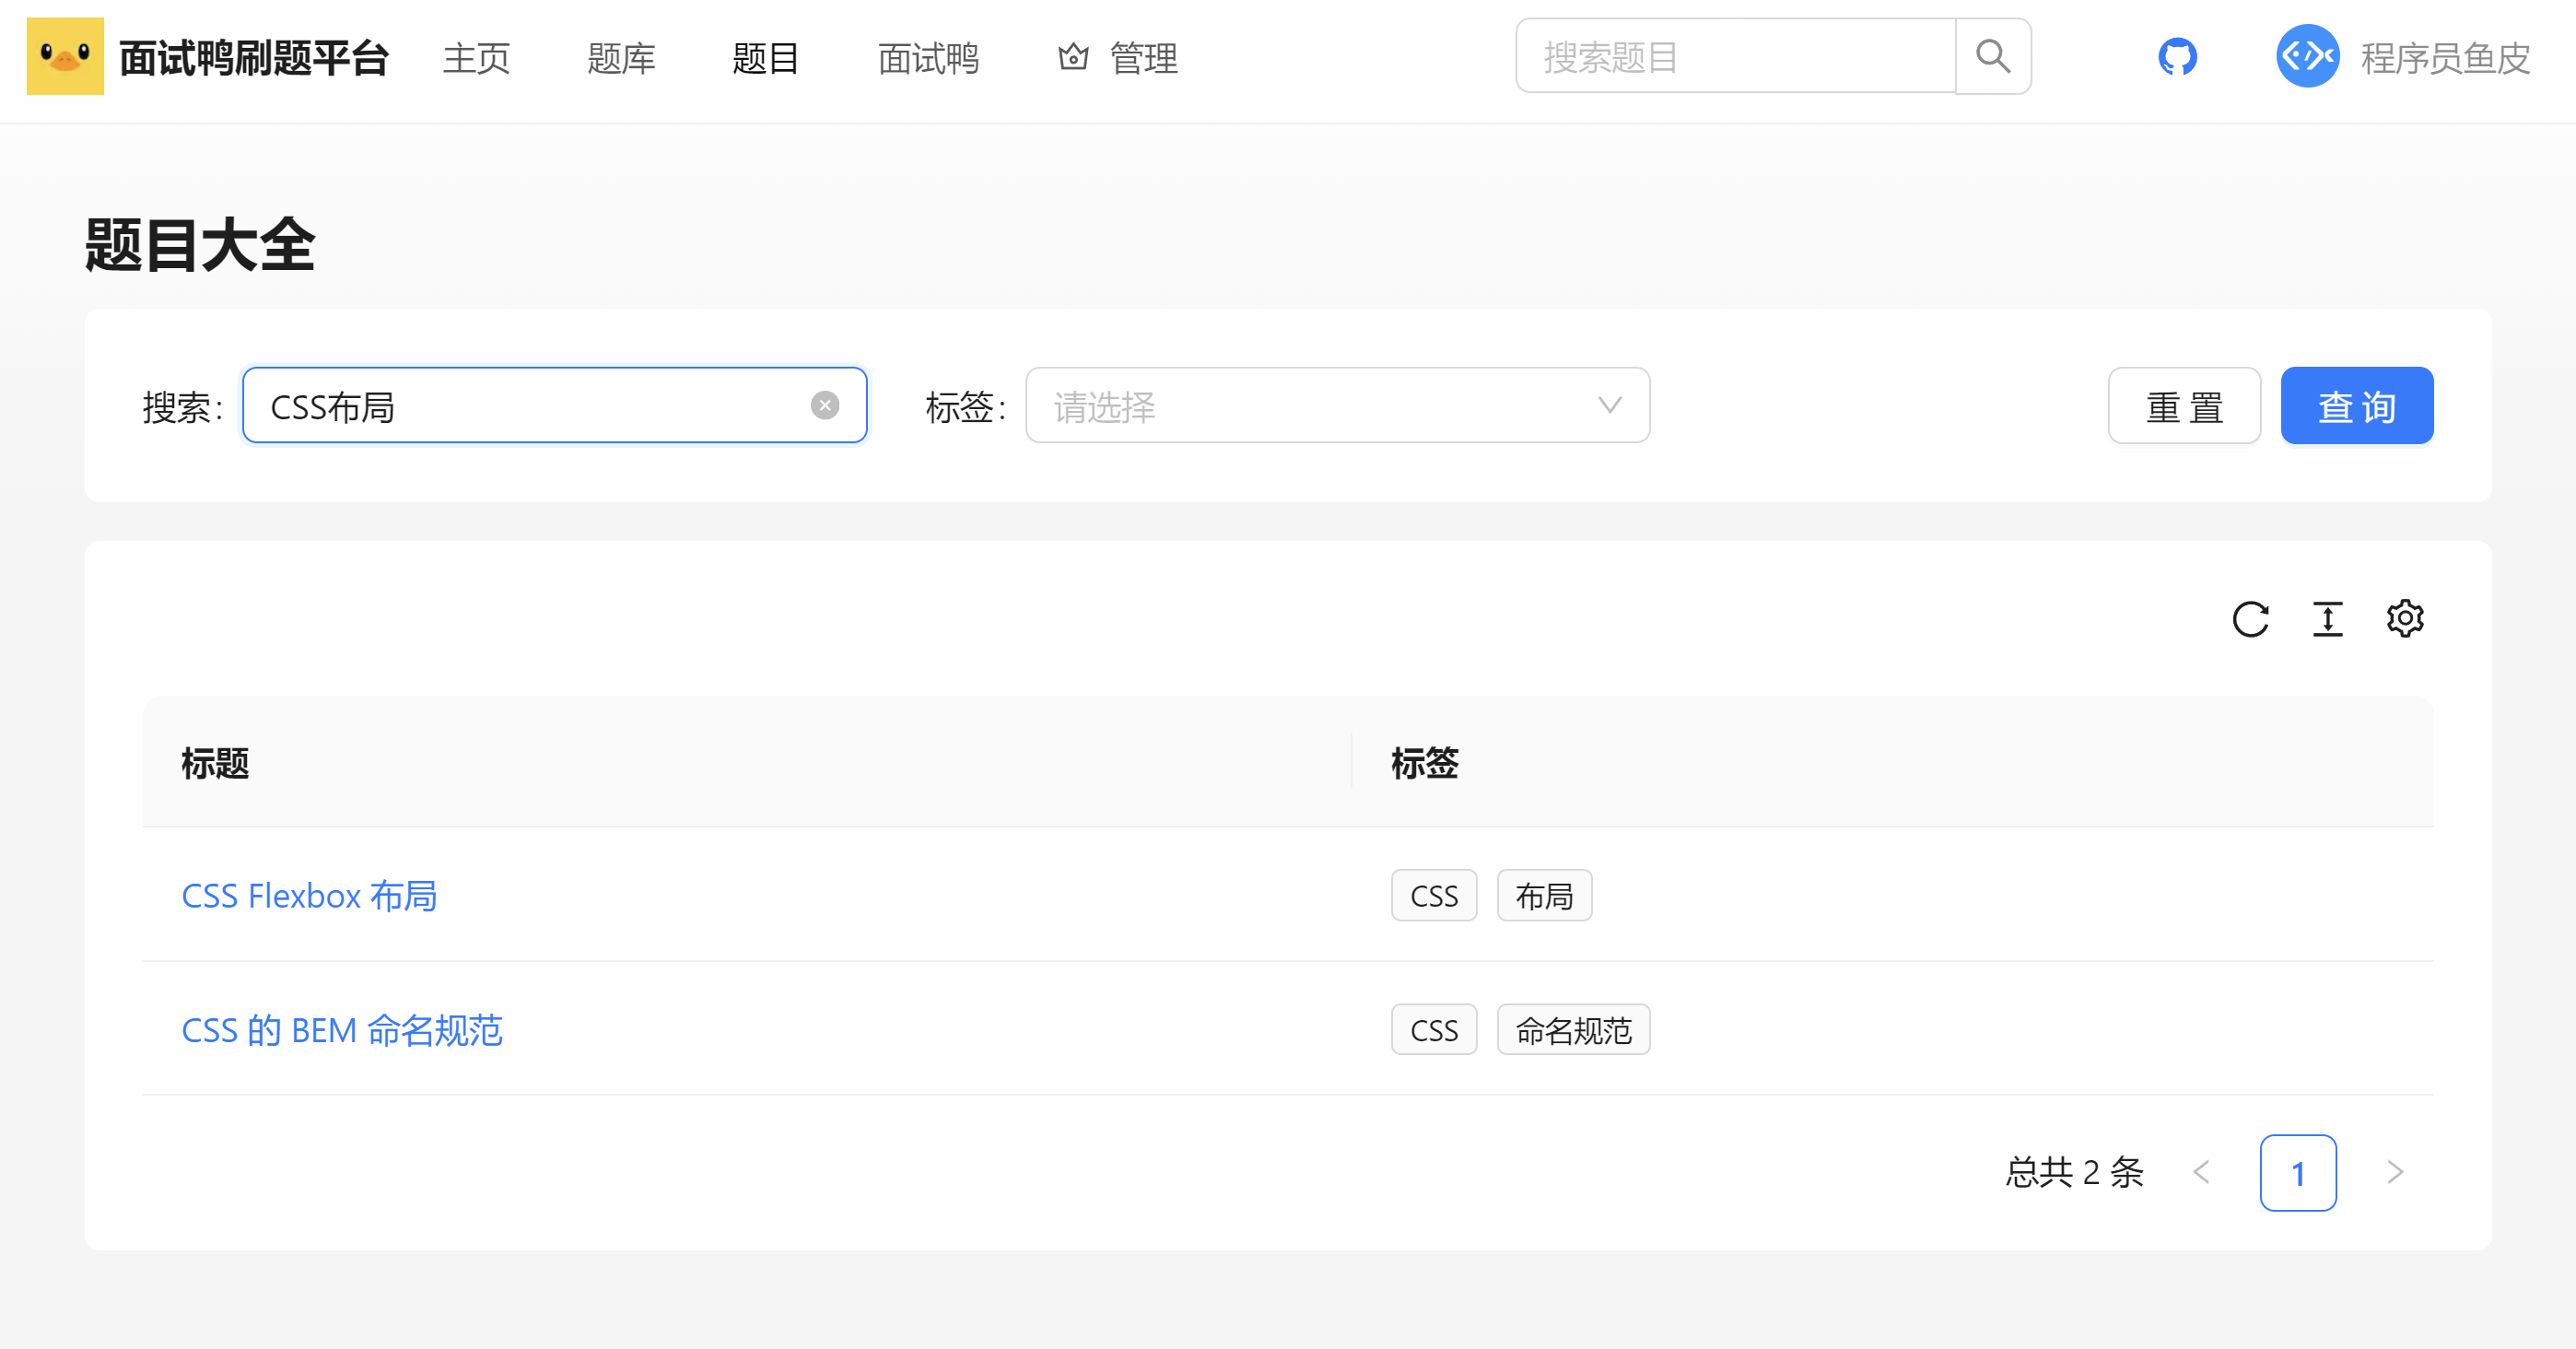 面试鸭刷题平台 主页 题库 题目 面试鸭 管理 搜索题目 程序员鱼皮
题目大全
搜索: CSS布局 标签: 请选择 重 置 查 询
标题 标签
CSS Flexbox 布局 CSS 布局
CSS 的 BEM 命名规范 CSS 命名规范
总共 2 条 1